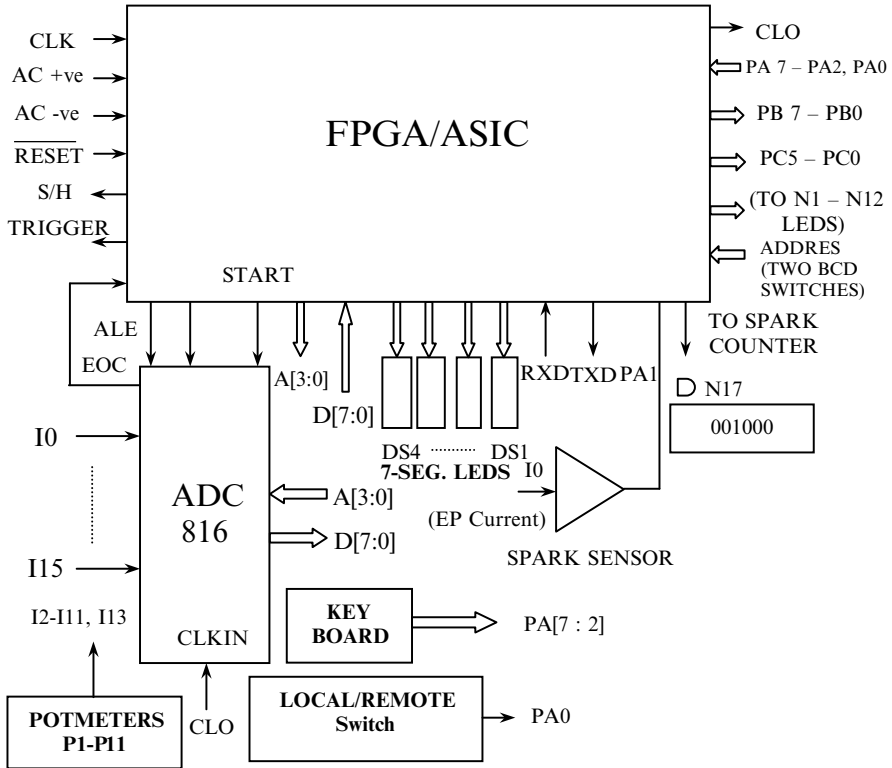 CLK
AC +ve
AC -ve
RESET
S/H
TRIGGER
FPGA/ASIC
START
CLO
PA 7 – PA2, PA0
PB 7 – PB0
PC5 – PC0
(TO N1 – N12
LEDS)
ADDRES
(TWO BCD
SWITCHES)
TO SPARK
COUNTER
ALE
EOC
A[3:0]
D[7:0]
RXD
TXD
PA1
N17
001000
DS4
DS1
7-SEG. LEDS
I0
(EP Current)
SPARK SENSOR
I0
I15
ADC
816
A[3:0]
D[7:0]
CLKIN
I2-I11, I13
POTMETERS
P1-P11
CLO
KEY
BOARD
PA[7 : 2]
LOCAL/REMOTE
Switch
PA0